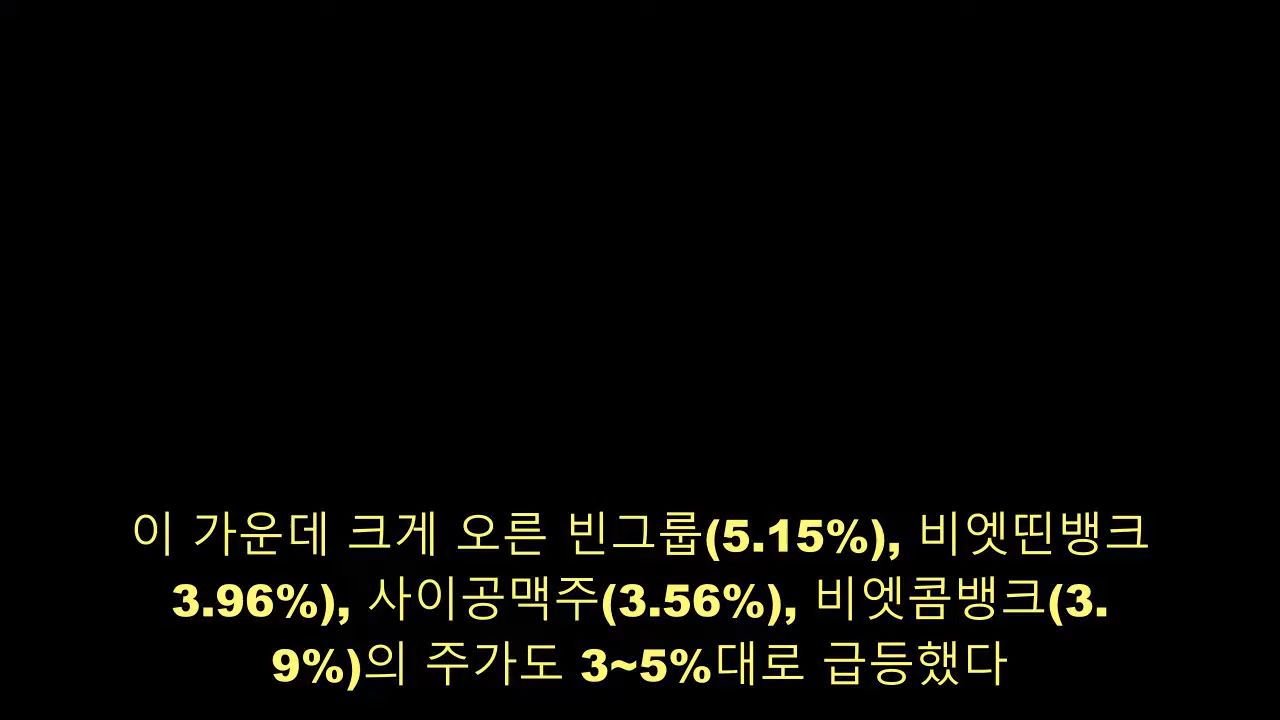 이 가운데 크게 오른 빈그룹(5.15%), 비엣띤뱅크
3.96%), 사이공맥주(3.56%), 비엣콤뱅크(3.
9%)의 주가도 3~5%대로 급등했다